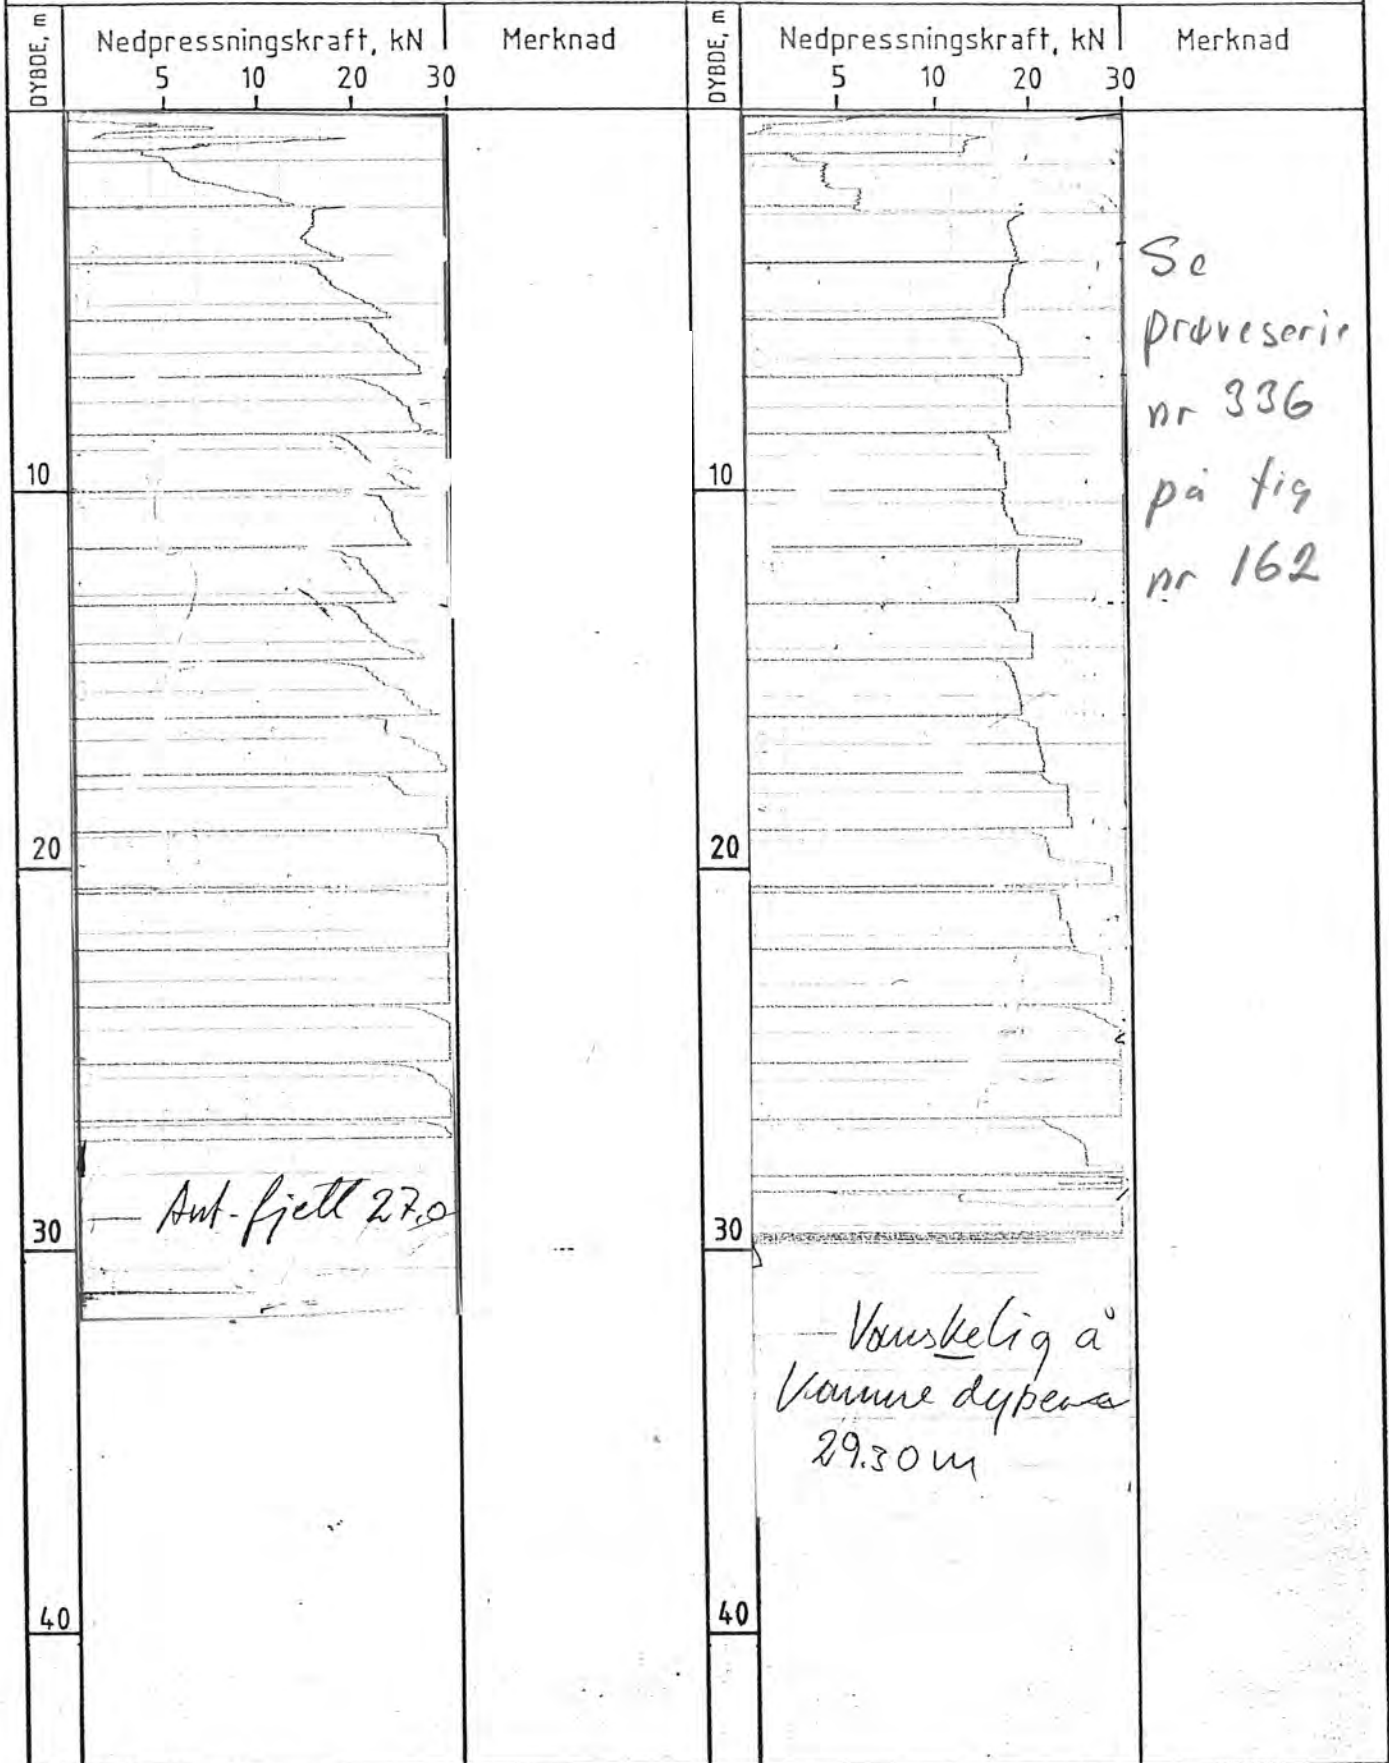 DYBDE, m
Nedpressningskraft, kN
Merknad
5 10 20 30
10
20
30
40
Ant. fjell 27,0
DYBDE, m
Nedpressningskraft, kN
Merknad
5 10 20 30
10
20
30
40
Se
prøveserie
nr 336
på fig
nr 162
Vanskelig å
komme dypere
29.30 m